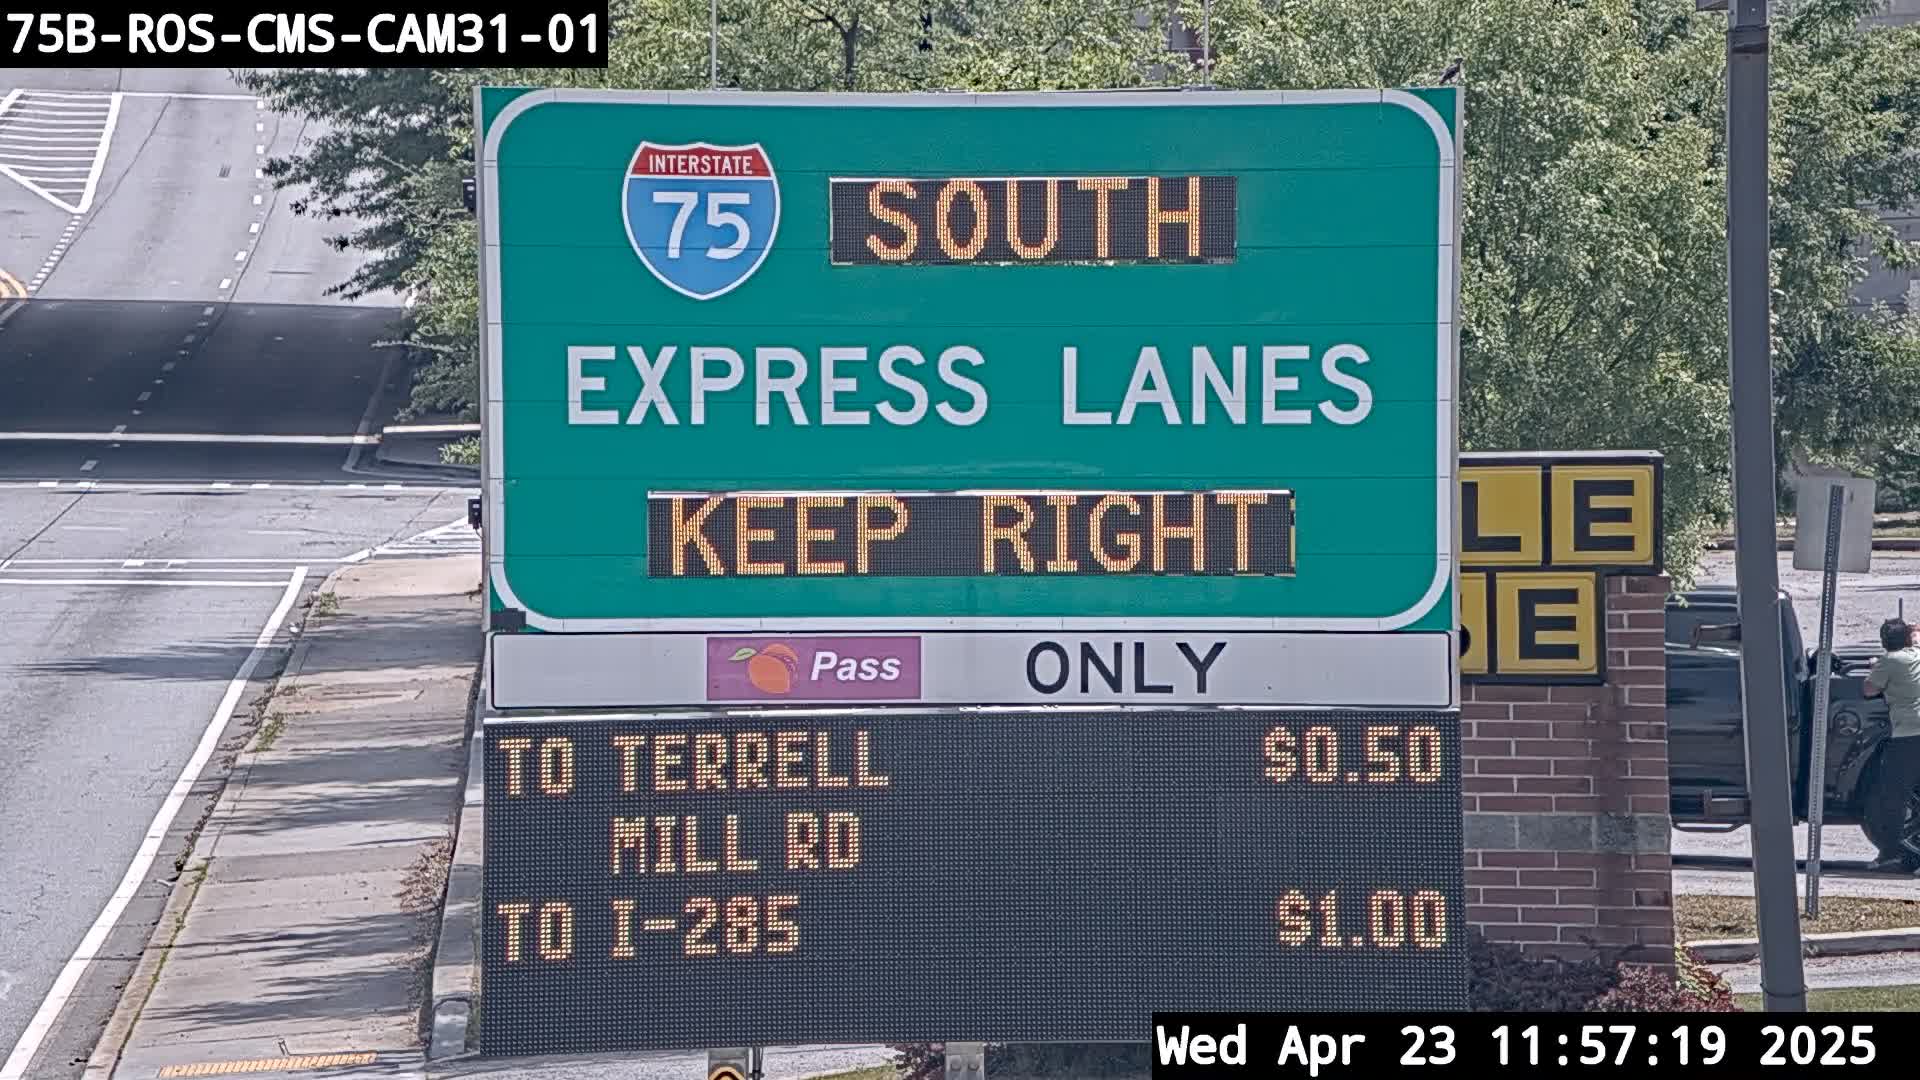 75B-ROS-CMS-CAM31-01
INTERSTATE
75
SOUTH
EXPRESS LANES
KEEP RIGHT
Pass ONLY
TO TERRELL $0.50
MILL RD
TO I-285 $1.00
LE
E
Wed Apr 23 11:57:19 2025